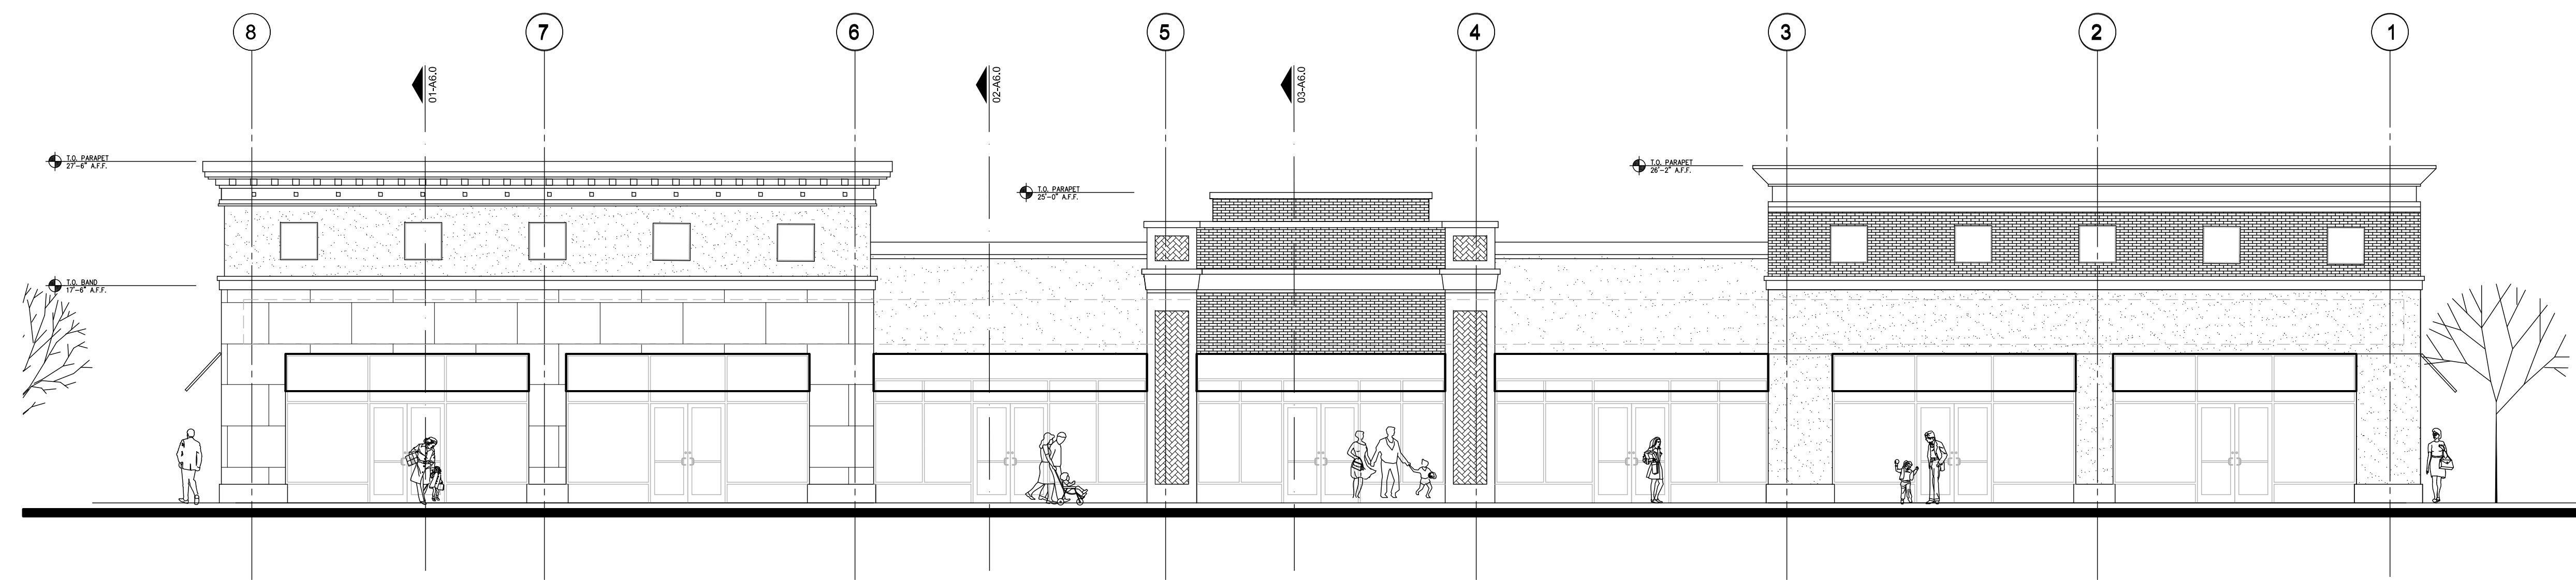 8 7 6 5 4 3 2 1
01-A6.0
02-A6.0
03-A6.0
T.O. PARAPET
27'-6" A.F.F.
T.O. PARAPET
25'-0" A.F.F.
T.O. PARAPET
26'-2" A.F.F.
T.O. BAND
17'-6" A.F.F.